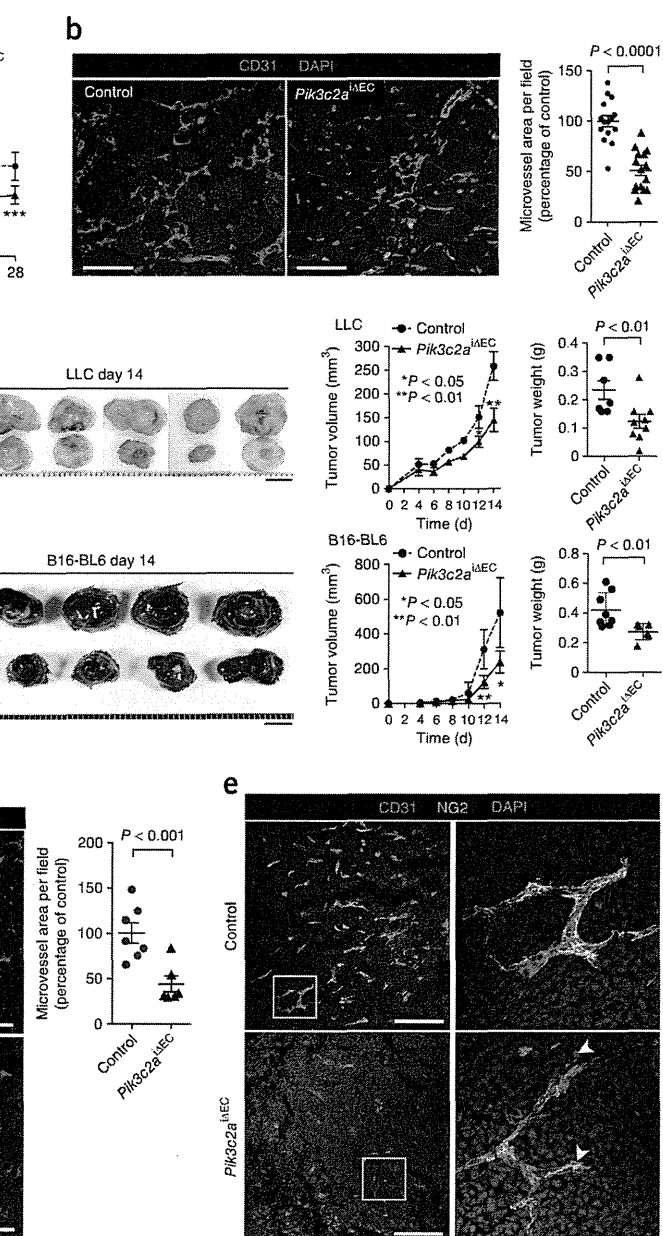 b
CD31 DAPI
Control
Pik3c2a iΔEC
Microvessel area per field
(percentage of control)
P < 0.0001
150
100
50
0
Control
Pik3c2a iΔEC
***
28
LLC day 14
LLC
Control
Pik3c2a iΔEC
*P < 0.05
**P < 0.01
Tumor volume (mm3)
300
250
200
150
100
50
0
*
**
0 2 4 6 8 10 12 14
Time (d)
P < 0.01
Tumor weight (g)
0.4
0.3
0.2
0.1
0
Control
Pik3c2a iΔEC
B16-BL6 day 14
B16-BL6
Control
Pik3c2a iΔEC
*P < 0.05
**P < 0.01
Tumor volume (mm3)
800
600
400
200
0
**
*
0 2 4 6 8 10 12 14
Time (d)
P < 0.01
Tumor weight (g)
0.8
0.6
0.4
0.2
0
Control
Pik3c2a iΔEC
P < 0.001
Microvessel area per field
(percentage of control)
200
150
100
50
0
Control
Pik3c2a iΔEC
e
CD31 NG2 DAPI
Control
Pik3c2a iΔEC